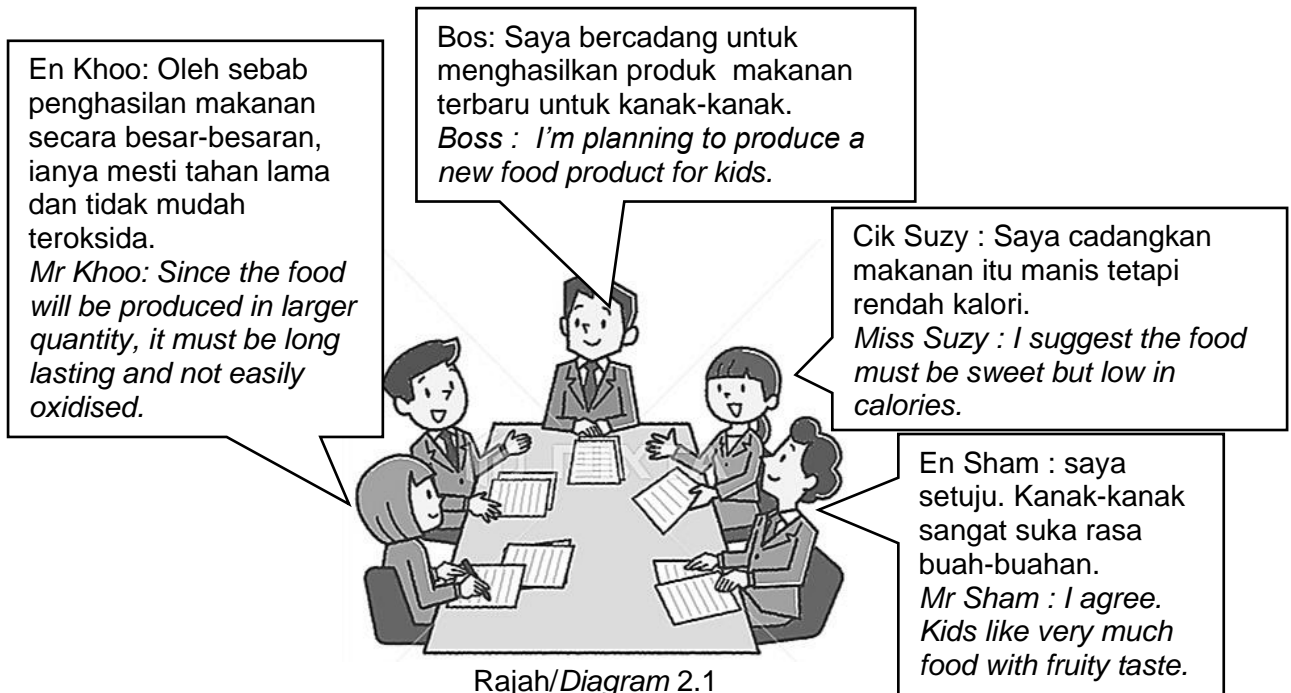 En Khoo: Oleh sebab
penghasilan makanan
secara besar-besaran,
ianya mesti tahan lama
dan tidak mudah
teroksida.
Mr Khoo: Since the food
will be produced in larger
quantity, it must be long
lasting and not easily
oxidised.
Bos: Saya bercadang untuk
menghasilkan produk makanan
terbaru untuk kanak-kanak.
Boss : I'm planning to produce a
new food product for kids.
Cik Suzy : Saya cadangkan
makanan itu manis tetapi
rendah kalori.
Miss Suzy : I suggest the food
must be sweet but low in
calories.
En Sham : saya
setuju. Kanak-kanak
sangat suka rasa
buah-buahan.
Mr Sham : I agree.
Kids like very much
food with fruity taste.
Rajah/Diagram 2.1